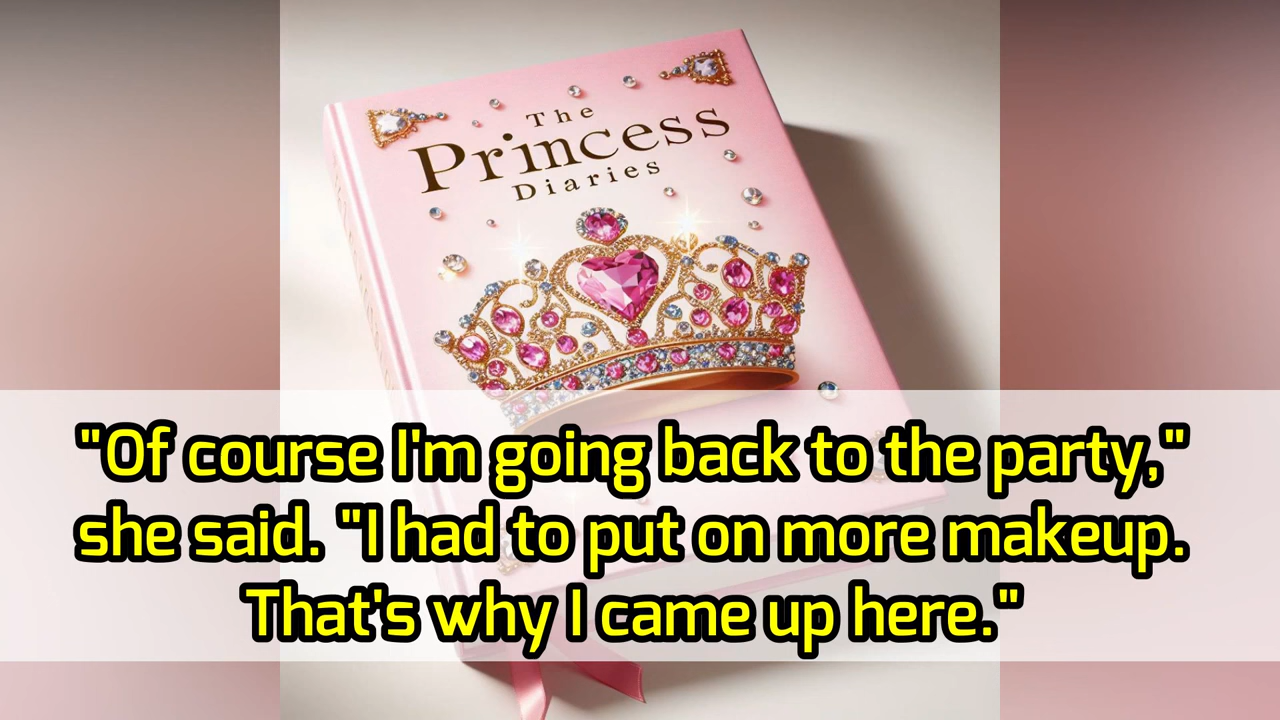 The
Princess
Diaries
"Of course I'm going back to the party,"
she said. "I had to put on more makeup.
That's why I came up here."